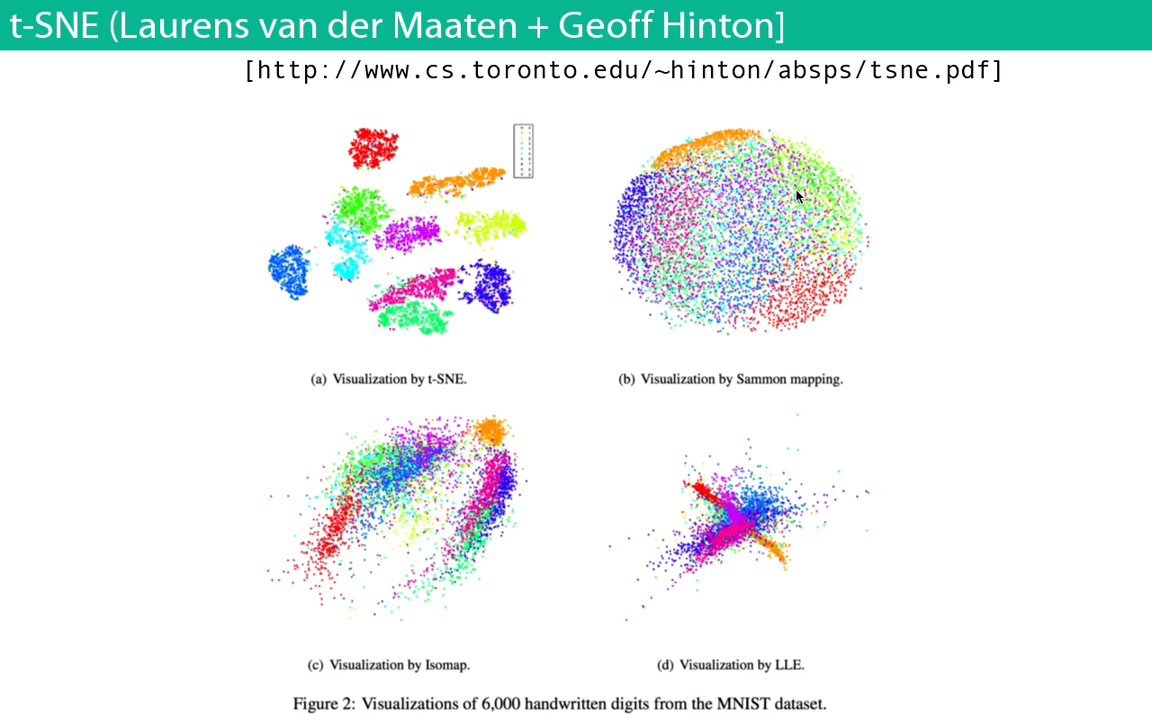 t-SNE (Laurens van der Maaten + Geoff Hinton]
[http://www.cs.toronto.edu/~hinton/absps/tsne.pdf]
(a) Visualization by t-SNE.
(b) Visualization by Sammon mapping.
(c) Visualization by Isomap.
(d) Visualization by LLE.
Figure 2: Visualizations of 6,000 handwritten digits from the MNIST dataset.